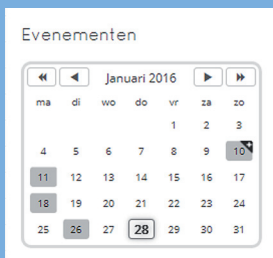 Evenementen
Januari 2016
ma di wo do vr za zo
1 2 3
4 5 6 7 8 9 10
11 12 13 14 15 16 17
18 19 20 21 22 23 24
25 26 27 28 29 30 31